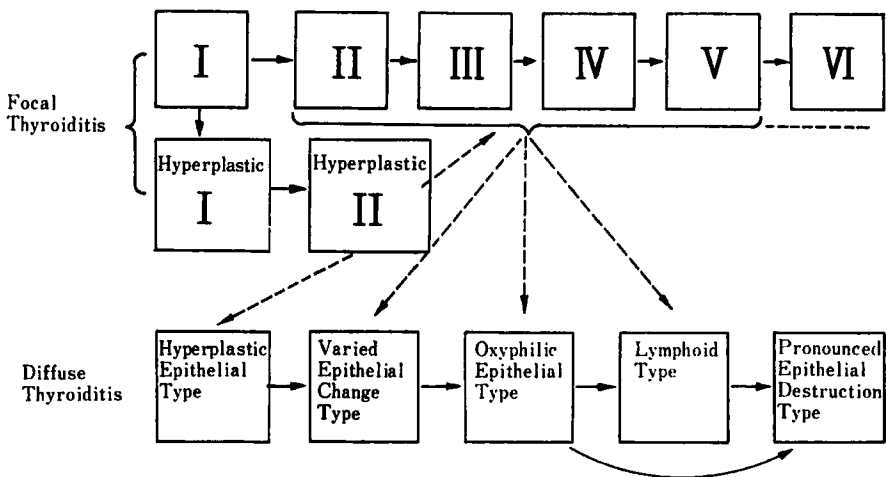 I
II
III
IV
V
VI
Focal
Thyroiditis
Hyperplastic
I
Hyperplastic
II
Diffuse
Thyroiditis
Hyperplastic
Epithelial
Type
Varied
Epithelial
Change
Type
Oxyphilic
Epithelial
Type
Lymphoid
Type
Pronounced
Epithelial
Destruction
Type